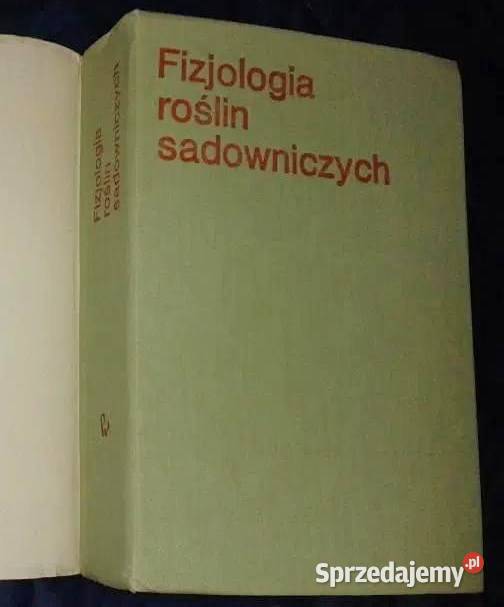 Fizjologia
roślin
sadowniczych
Fizjologia
roślin
sadowniczych
Sprzedajemy.pl